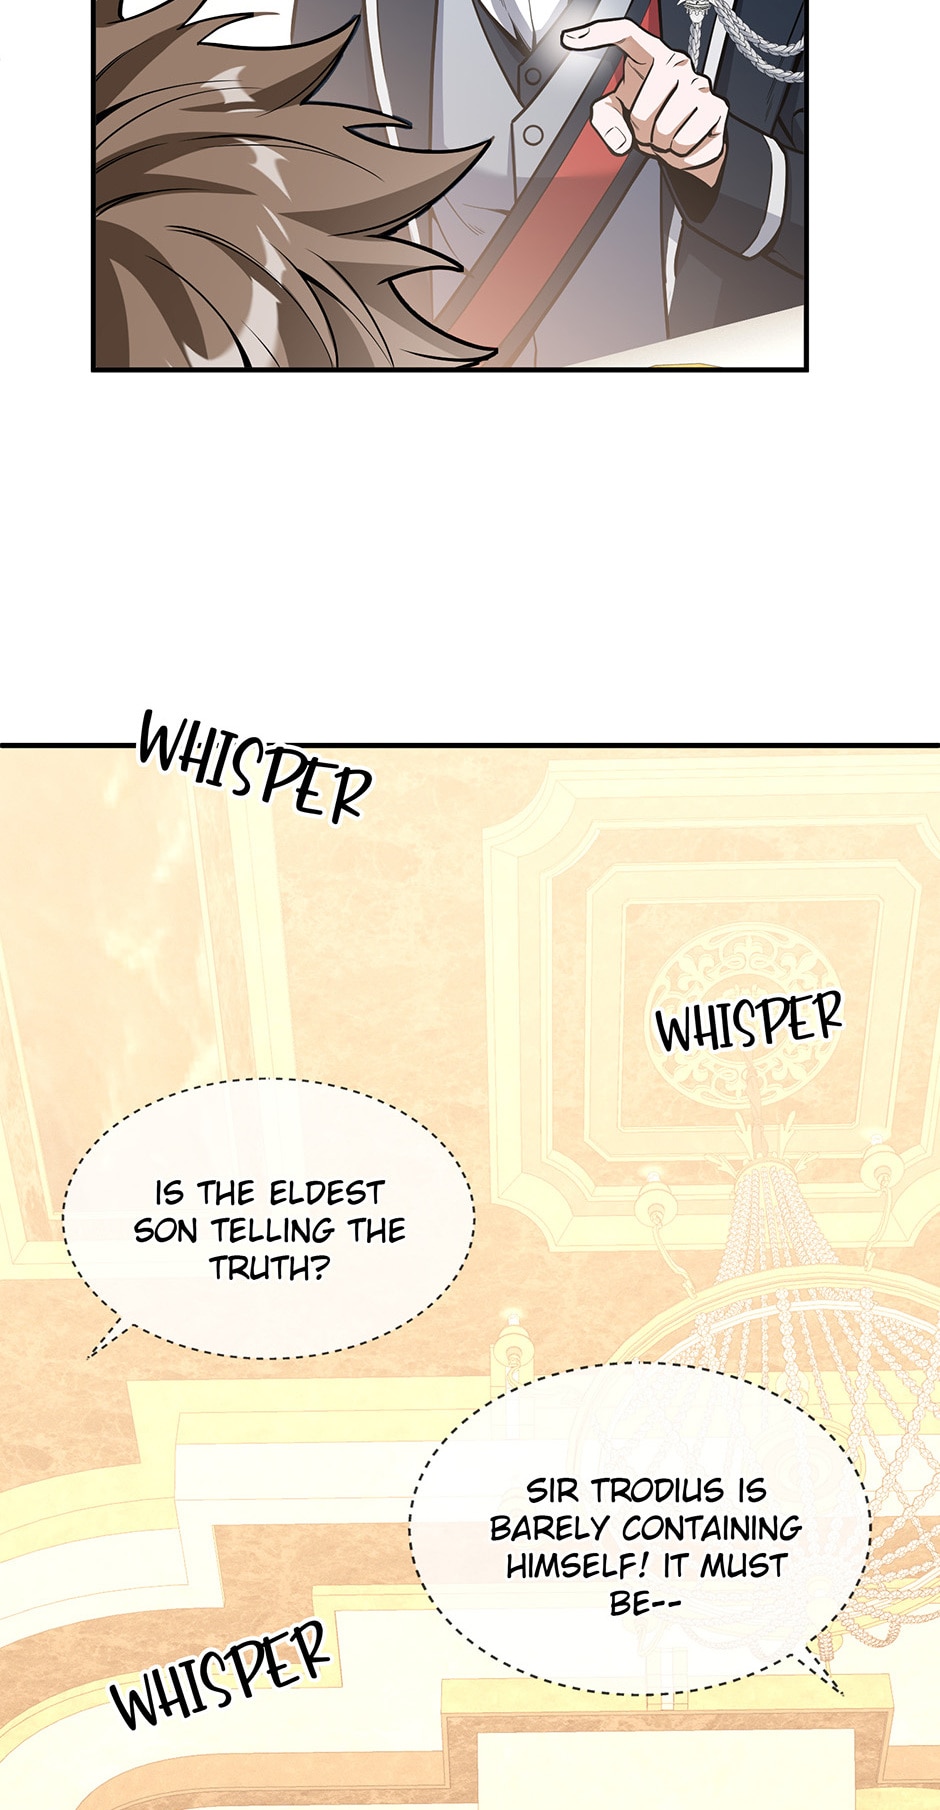 WHISPER
WHISPER
IS THE ELDEST
SON TELLING THE
TRUTH?
SIR TRODIUS IS
BARELY CONTAINING
HIMSELF! IT MUST
BE--
WHISPER